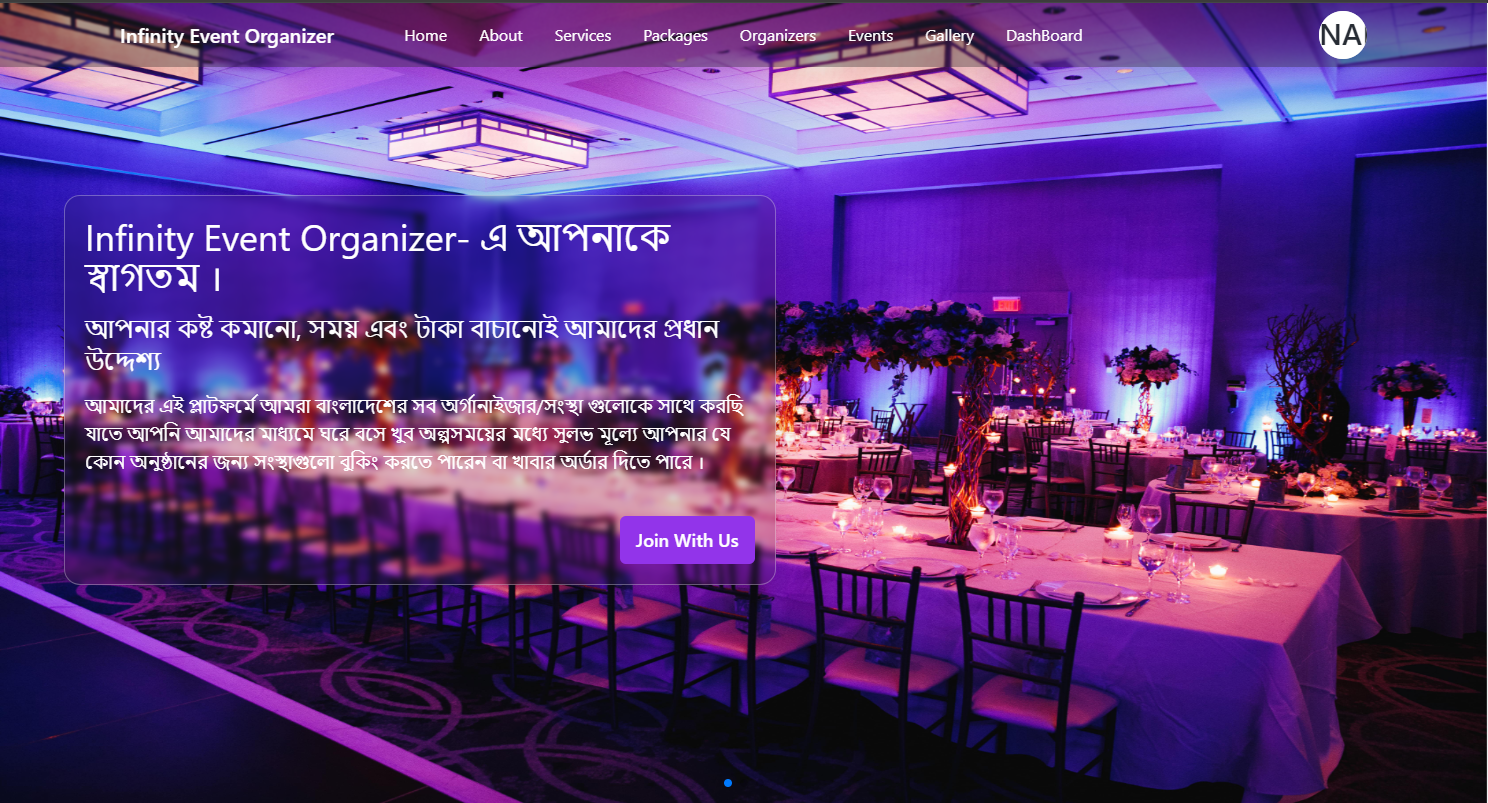 Infinity Event Organizer
Home About Services Packages Organizers Events Gallery DashBoard
NA
Infinity Event Organizer- এ আপনাকে
স্বাগতম ।
আপনার কষ্ট কমানো, সময় এবং টাকা বাচানোই আমাদের প্রধান
উদ্দেশ্য
আমাদের এই প্লাটফর্মে আমরা বাংলাদেশের সব অর্গানাইজার/সংস্থা গুলোকে সাথে করছি
যাতে আপনি আমাদের মাধ্যমে ঘরে বসে খুব অল্পসময়ের মধ্যে সুলভ মূল্যে আপনার যে
কোন অনুষ্ঠানের জন্য সংস্থাগুলো বুকিং করতে পারেন বা খাবার অর্ডার দিতে পারে ।
Join With Us